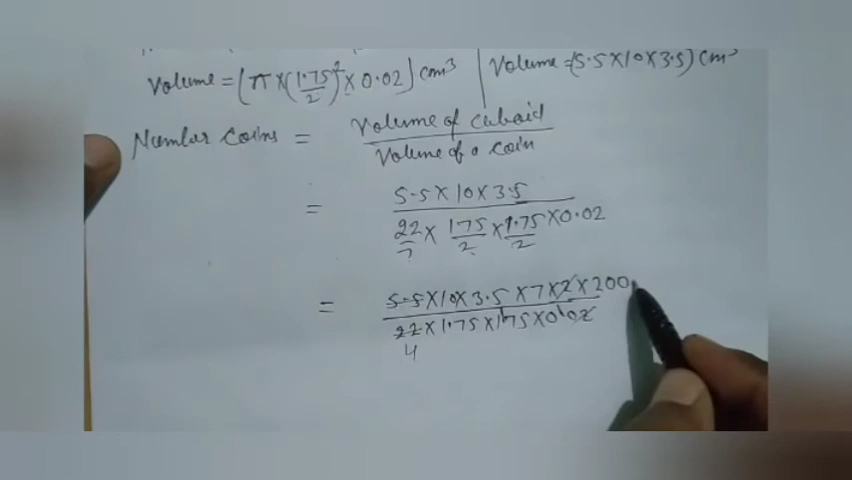 Volume = (π × (1.75/2)² × 0.02) cm³ | Volume = (5.5 × 10 × 3.5) cm³
Number Coins = Volume of Cuboid / Volume of a Coin
= 5.5 × 10 × 3.5 / 22/7 × 1.75/2 × 1.75/2 × 0.02
= 5.5 × 10 × 3.5 × 7 × 2 × 200 / 22 × 1.75 × 1.75 × 0.02
4